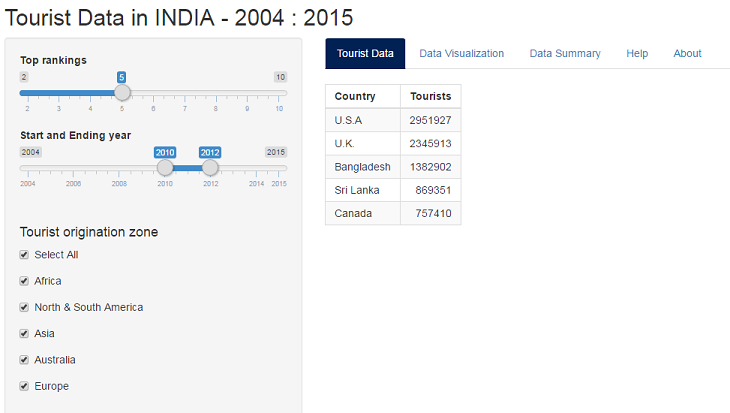 Tourist Data in INDIA - 2004 : 2015
Top rankings
2 5 10
2 3 4 5 6 7 8 9 10
Start and Ending year
2004 2010 2012 2015
2004 2006 2008 2010 2012 2014 2015
Tourist origination zone
Select All
Africa
North & South America
Asia
Australia
Europe
Tourist Data Data Visualization Data Summary Help About
Country Tourists
U.S.A 2951927
U.K. 2345913
Bangladesh 1382902
Sri Lanka 869351
Canada 757410